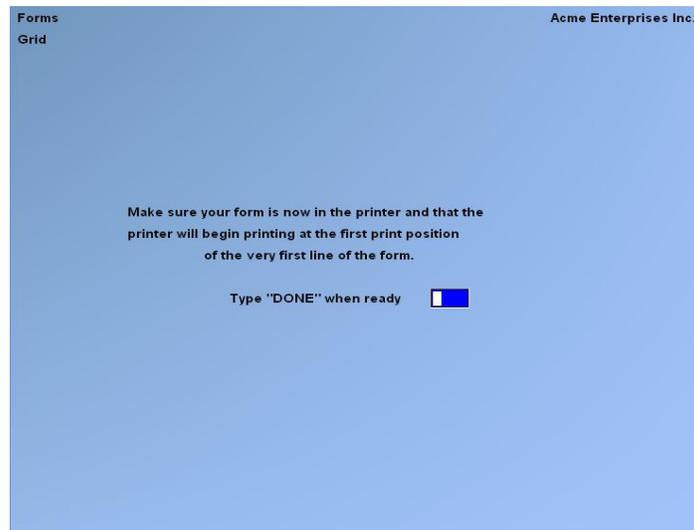 Forms
Acme Enterprises Inc.
Grid
Make sure your form is now in the printer and that the
printer will begin printing at the first print position
of the very first line of the form.
Type "DONE" when ready